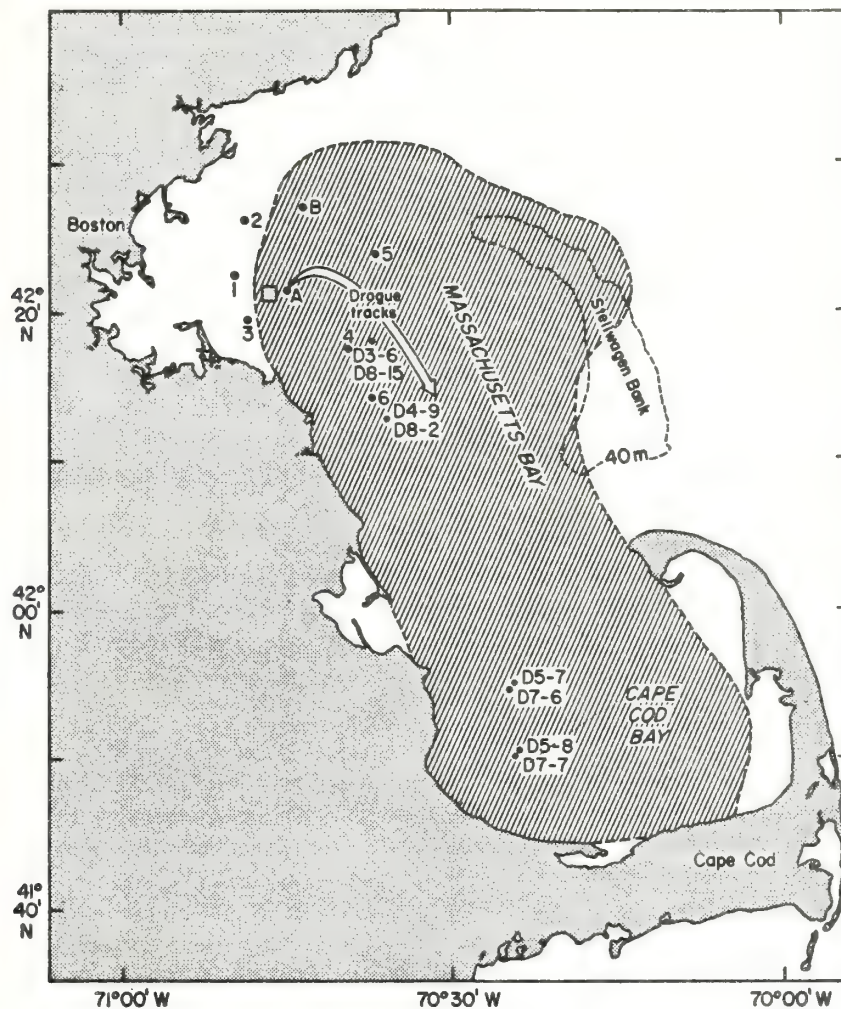 Boston
2
B
5
1
A
42°
20'
N
3
Drogue
tracks
4
D3-6
D8-15
MASSACHUSETTS BAY
Stellwagen Bank
6
D4-9
D8-2
40m
42°
00'
N
D5-7
D7-6
CAPE
COD
BAY
D5-8
D7-7
Cape Cod
41°
40'
N
71°00' W
70°30' W
70°00' W